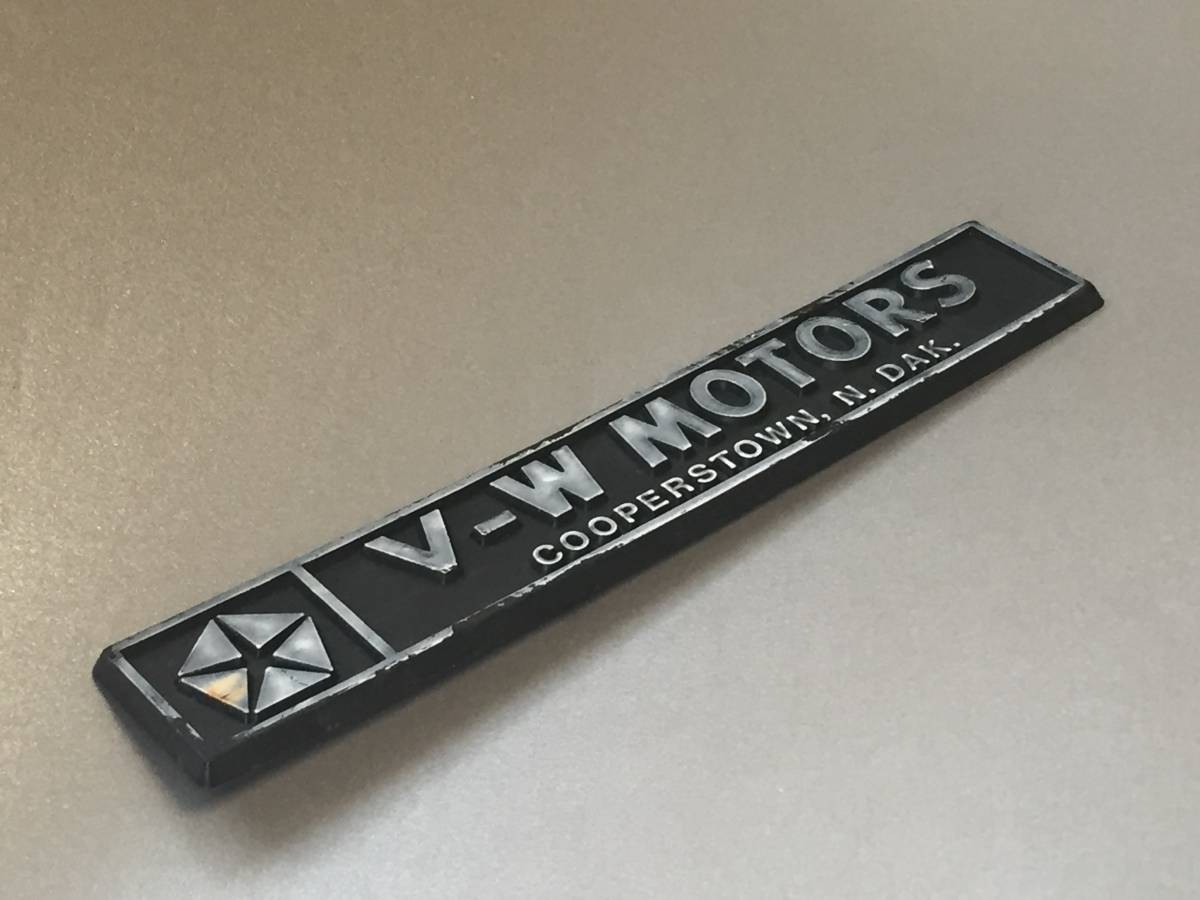 V-W MOTORS
COOPERSTOWN, N. DAK.